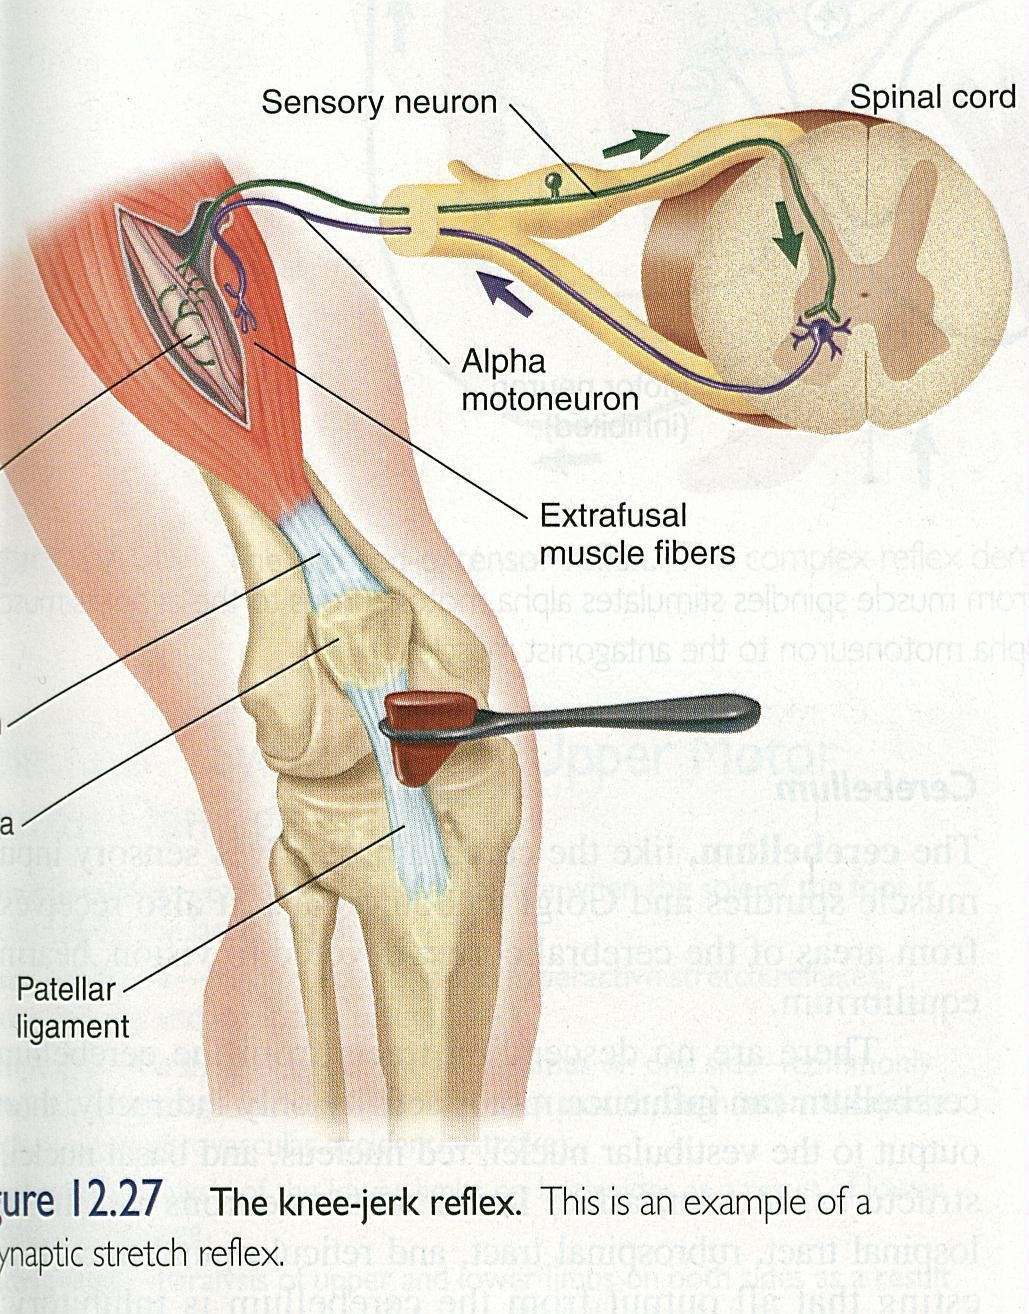 Sensory neuron
Spinal cord
Alpha
motoneuron
Extrafusal
muscle fibers
a
Patellar
ligament
gure 12.27 The knee-jerk reflex. This is an example of a
ynaptic stretch reflex.